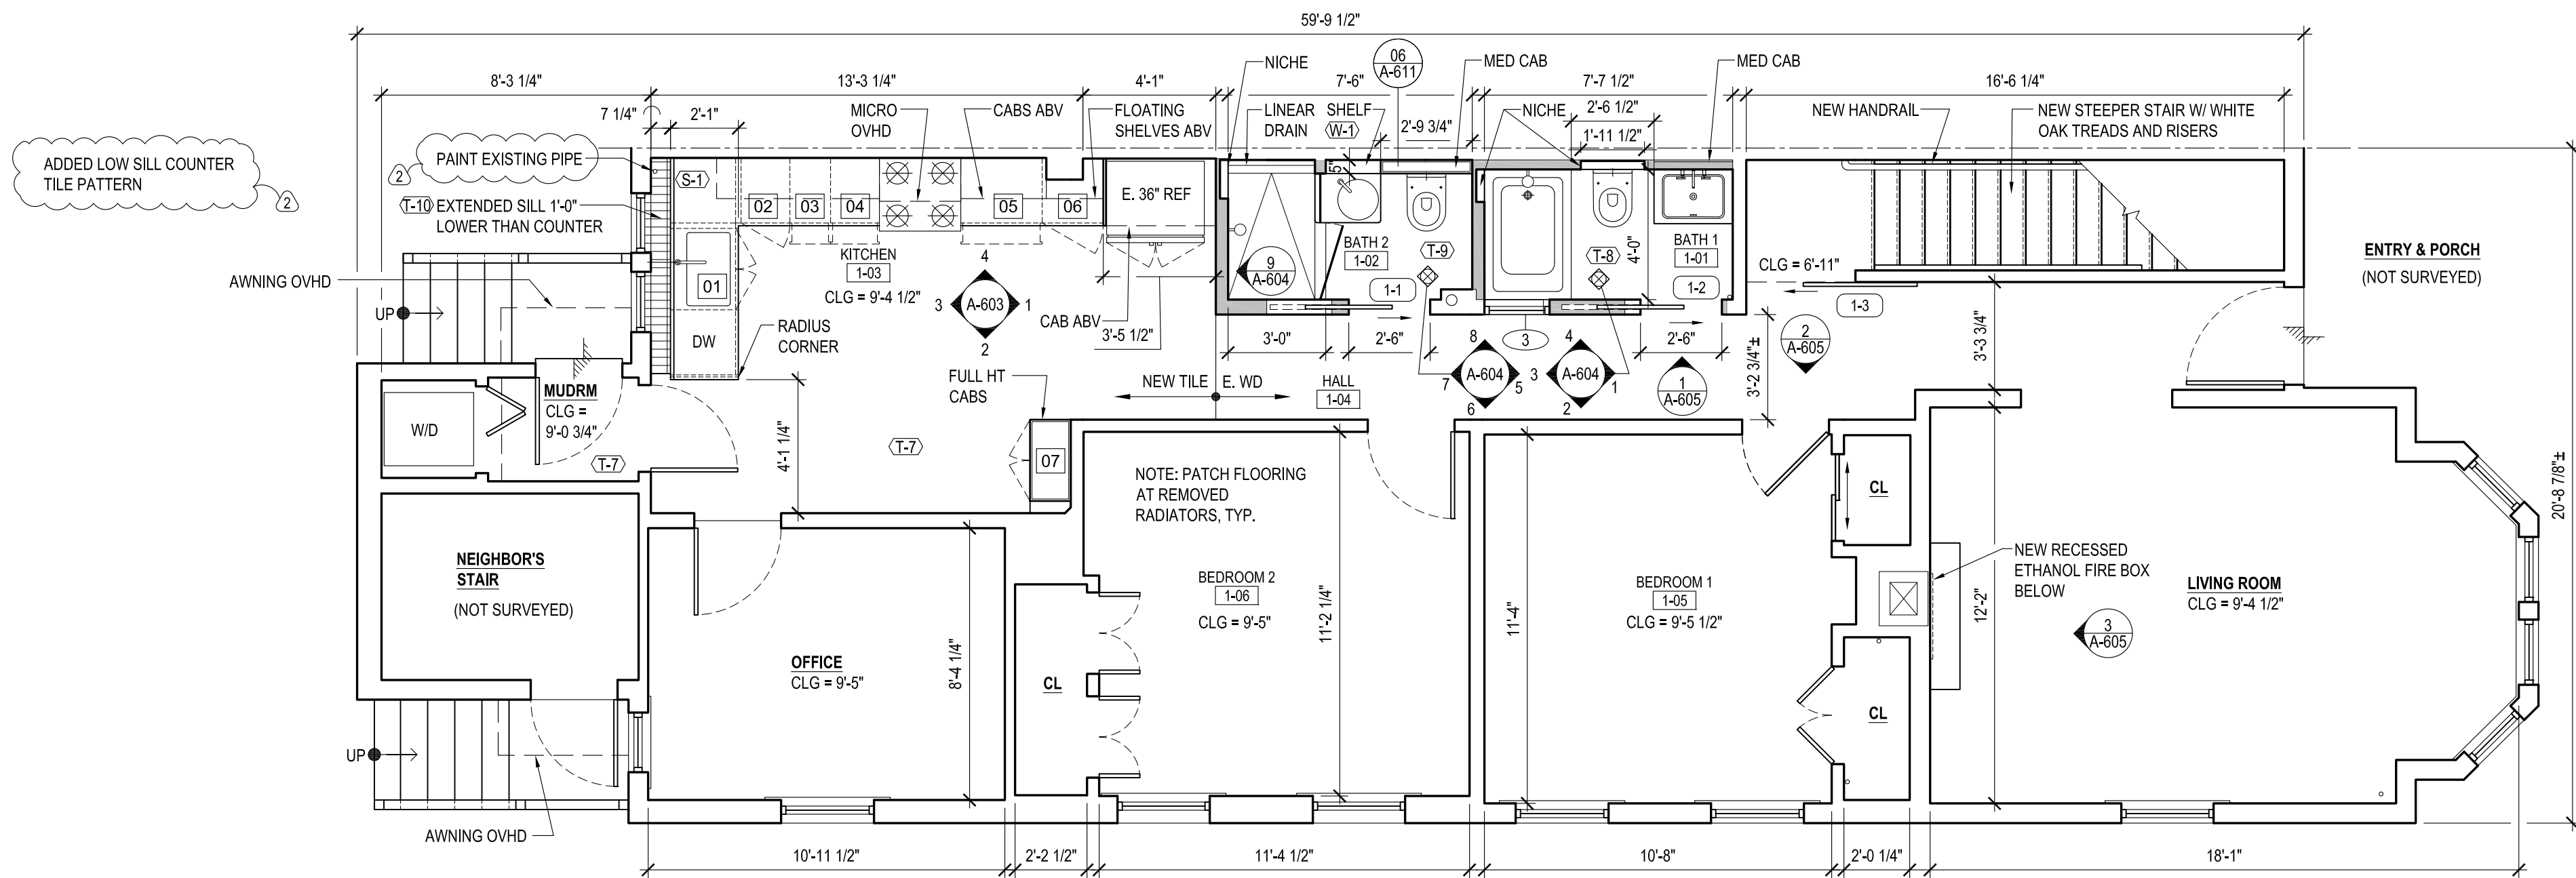 59'-9 1/2"
8'-3 1/4"
13'-3 1/4"
4'-1"
NICHE
7'-6"
06
A-611
MED CAB
7'-7 1/2"
MED CAB
16'-6 1/4"
7 1/4"
2'-1"
MICRO
OVHD
CABS ABV
FLOATING
SHELVES ABV
LINEAR
DRAIN
SHELF
W-1
2'-9 3/4"
NICHE
2'-6 1/2"
1'-11 1/2"
NEW HANDRAIL
NEW STEEPER STAIR W/ WHITE
OAK TREADS AND RISERS
ADDED LOW SILL COUNTER
TILE PATTERN
2
PAINT EXISTING PIPE
2
T-10
EXTENDED SILL 1'-0"
LOWER THAN COUNTER
S-1
02
03
04
05
06
E. 36" REF
5"
AWNING OVHD
UP
01
DW
KITCHEN
1-03
CLG = 9'-4 1/2"
4
3
A-603
1
2
CAB ABV
3'-5 1/2"
RADIUS
CORNER
9
A-604
BATH 2
1-02
T-9
1-1
T-8
4'-0"
BATH 1
1-01
1-2
CLG = 6'-11"
1-3
ENTRY & PORCH
(NOT SURVEYED)
3'-0"
2'-6"
3
2'-6"
2
A-605
3'-2 3/4"±
3'-3 3/4"
8
7
A-604
5
6
4
3
A-604
1
2
1
A-605
MUDRM
CLG =
9'-0 3/4"
W/D
T-7
4'-1 1/4"
FULL HT
CABS
NEW TILE
E. WD
HALL
1-04
T-7
07
NOTE: PATCH FLOORING
AT REMOVED
RADIATORS, TYP.
CL
20'-8 7/8"±
NEIGHBOR'S
STAIR
(NOT SURVEYED)
OFFICE
CLG = 9'-5"
8'-4 1/4"
CL
BEDROOM 2
1-06
CLG = 9'-5"
11'-2 1/4"
11'-4"
BEDROOM 1
1-05
CLG = 9'-5 1/2"
CL
NEW RECESSED
ETHANOL FIRE BOX
BELOW
12'-2"
LIVING ROOM
CLG = 9'-4 1/2"
3
A-605
UP
AWNING OVHD
10'-11 1/2"
2'-2 1/2"
11'-4 1/2"
10'-8"
2'-0 1/4"
18'-1"